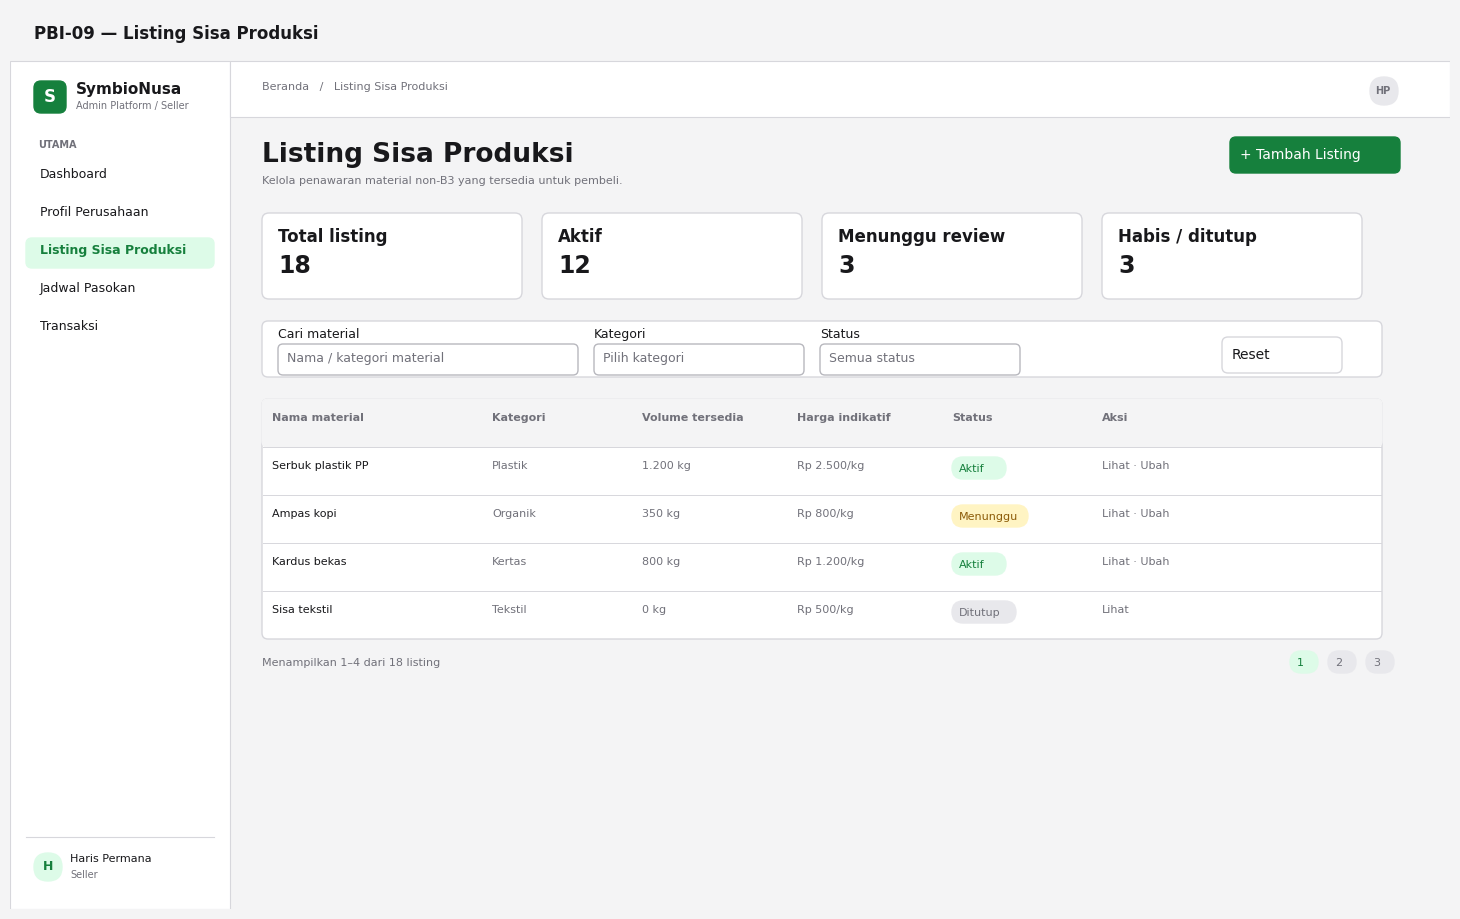 PBI-09 — Listing Sisa Produksi
S
SymbioNusa
Admin Platform / Seller
UTAMA
Dashboard
Profil Perusahaan
Listing Sisa Produksi
Jadwal Pasokan
Transaksi
H
Haris Permana
Seller
Beranda / Listing Sisa Produksi
HP
Listing Sisa Produksi
Kelola penawaran material non-B3 yang tersedia untuk pembeli.
+ Tambah Listing
Total listing
18
Aktif
12
Menunggu review
3
Habis / ditutup
3
Cari material
Nama / kategori material
Kategori
Pilih kategori
Status
Semua status
Reset
Nama material Kategori Volume tersedia Harga indikatif Status Aksi
Serbuk plastik PP Plastik 1.200 kg Rp 2.500/kg Aktif Lihat · Ubah
Ampas kopi Organik 350 kg Rp 800/kg Menunggu Lihat · Ubah
Kardus bekas Kertas 800 kg Rp 1.200/kg Aktif Lihat · Ubah
Sisa tekstil Tekstil 0 kg Rp 500/kg Ditutup Lihat
Menampilkan 1–4 dari 18 listing
1 2 3